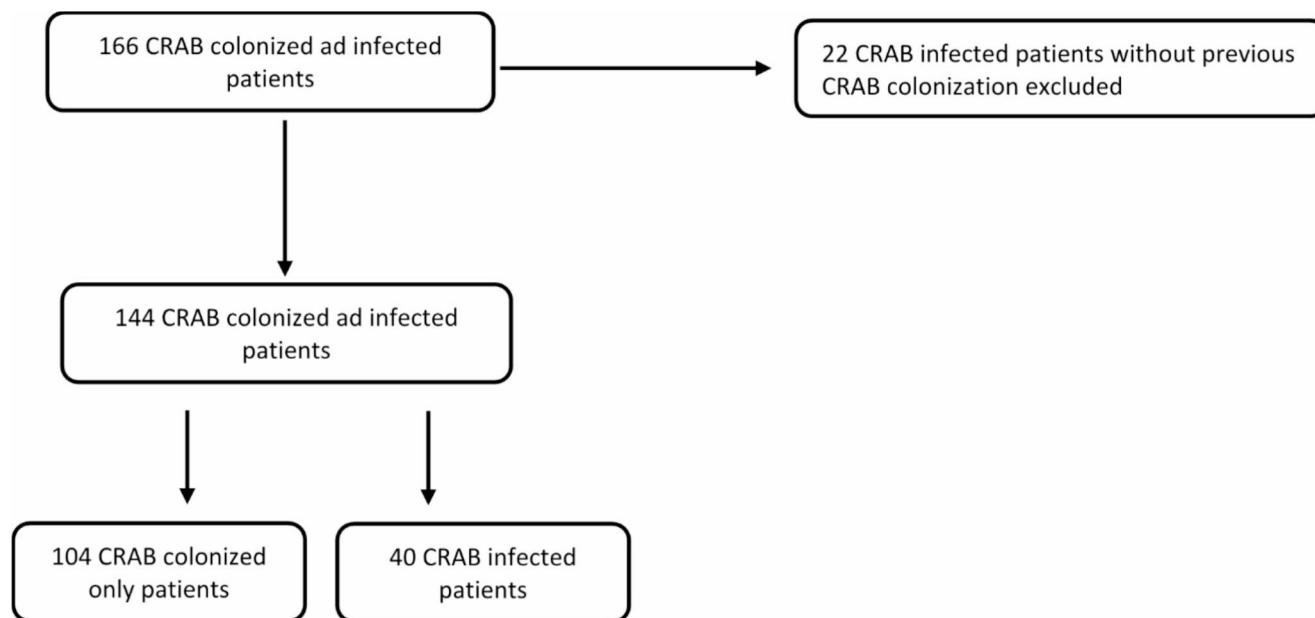 166 CRAB colonized ad infected
patients
22 CRAB infected patients without previous
CRAB colonization excluded
144 CRAB colonized ad infected
patients
104 CRAB colonized
only patients
40 CRAB infected
patients